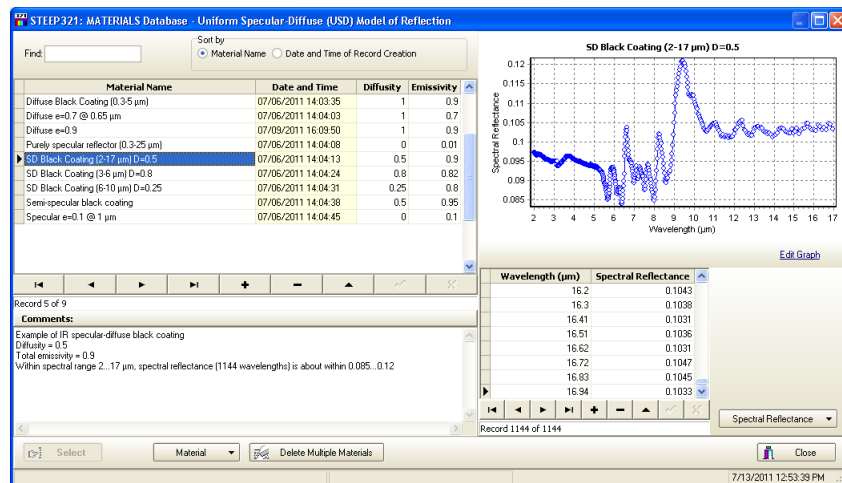 STEEP321: MATERIALS Database - Uniform Specular-Diffuse (USD) Model of Reflection
Find:
Sort by
Material Name Date and Time of Record Creation
Material Name Date and Time Diffusity Emissivity
Diffuse Black Coating (0.3-5 µm) 07/06/2011 14:03:35 1 0.9
Diffuse e=0.7 @ 0.65 µm 07/06/2011 14:04:03 1 0.7
Diffuse e=0.9 07/09/2011 16:09:50 1 0.9
Purely specular reflector (0.3-25 µm) 07/06/2011 14:04:08 0 0.01
SD Black Coating (2-17 µm) D=0.5 07/06/2011 14:04:13 0.5 0.9
SD Black Coating (3-6 µm) D=0.8 07/06/2011 14:04:24 0.8 0.82
SD Black Coating (6-10 µm) D=0.25 07/06/2011 14:04:31 0.25 0.8
Semi-specular black coating 07/06/2011 14:04:38 0.5 0.95
Specular e=0.1 @ 1 µm 07/06/2011 14:04:45 0 0.1
Record 5 of 9
Comments:
Example of IR specular-diffuse black coating
Diffusity = 0.5
Total emissivity = 0.9
Within spectral range 2...17 µm, spectral reflectance (1144 wavelengths) is about within 0.085...0.12
SD Black Coating (2-17 µm) D=0.5
Spectral Reflectance
0.12
0.115
0.11
0.105
0.1
0.095
0.09
0.085
2 3 4 5 6 7 8 9 10 11 12 13 14 15 16 17
Wavelength (µm)
Edit Graph
Wavelength (µm) Spectral Reflectance
16.2 0.1043
16.3 0.1038
16.41 0.1031
16.51 0.1036
16.62 0.1031
16.72 0.1047
16.83 0.1045
16.94 0.1033
Record 1144 of 1144
Spectral Reflectance
Select Material Delete Multiple Materials Close
7/13/2011 12:53:39 PM